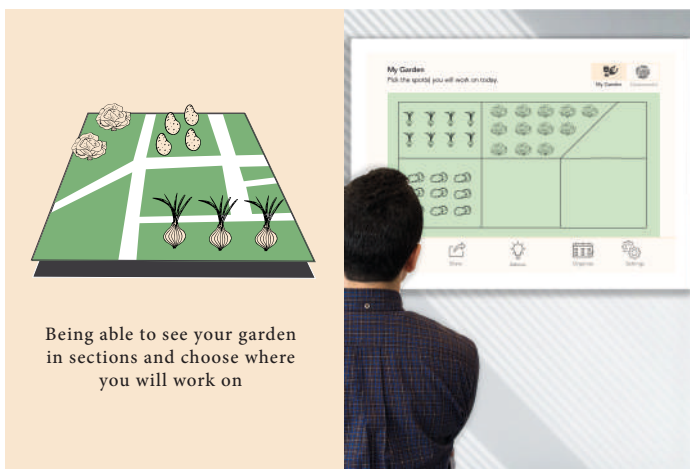 Being able to see your garden
in sections and choose where
you will work on
My Garden
Pick the spot(s) you will work on today.
My Garden
Share
Settings